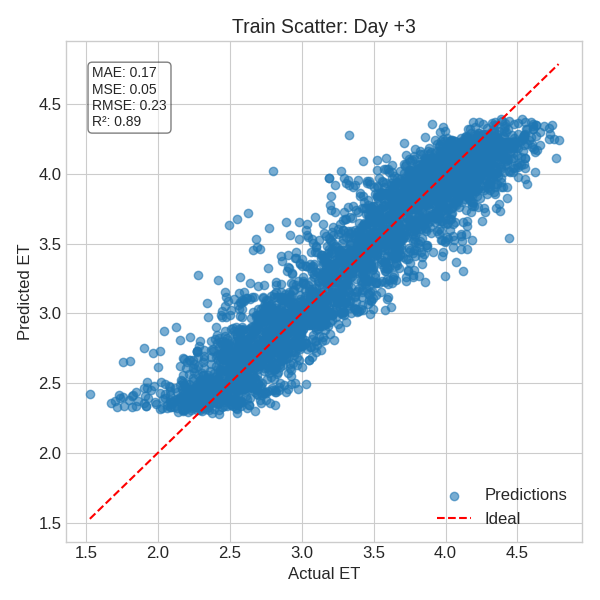 Train Scatter: Day +3
MAE: 0.17
MSE: 0.05
RMSE: 0.23
R²: 0.89
Predicted ET
4.5
4.0
3.5
3.0
2.5
2.0
1.5
Predictions
Ideal
1.5 2.0 2.5 3.0 3.5 4.0 4.5
Actual ET